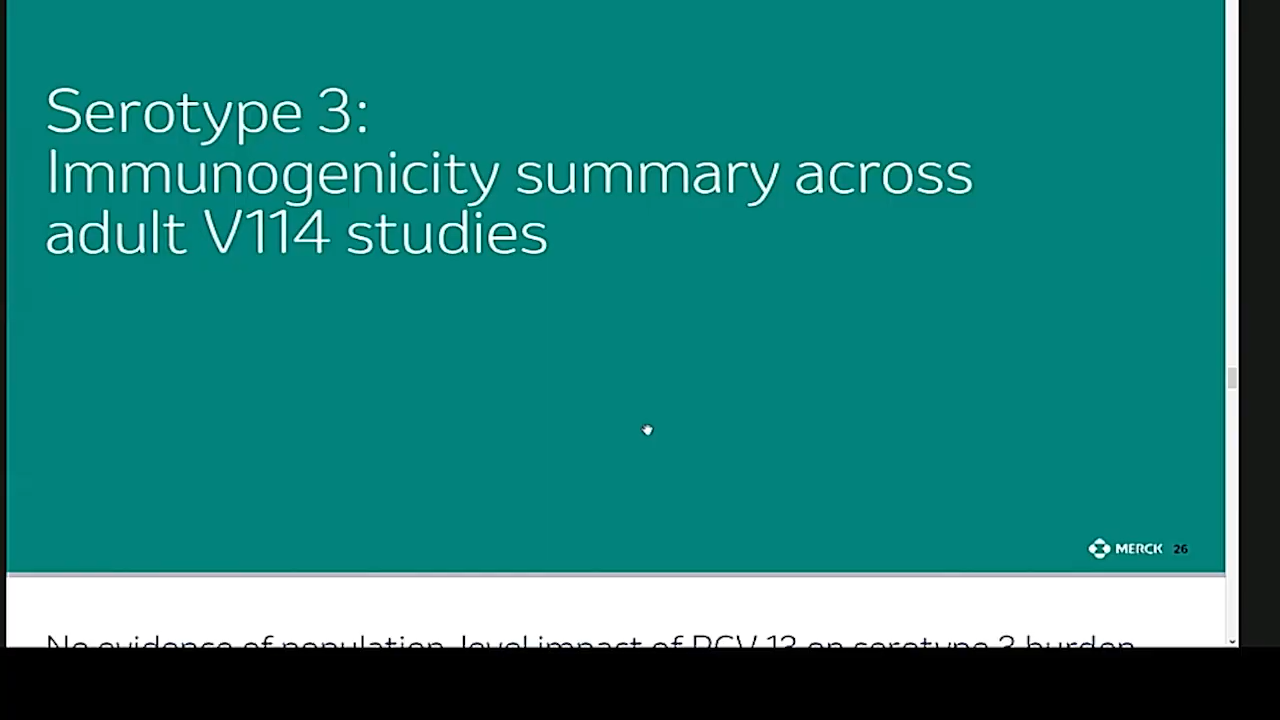 Serotype 3:
Immunogenicity summary across
adult V114 studies
MERCK 26
No evidence of population-level impact of PCV 13 on serotype 3 burden